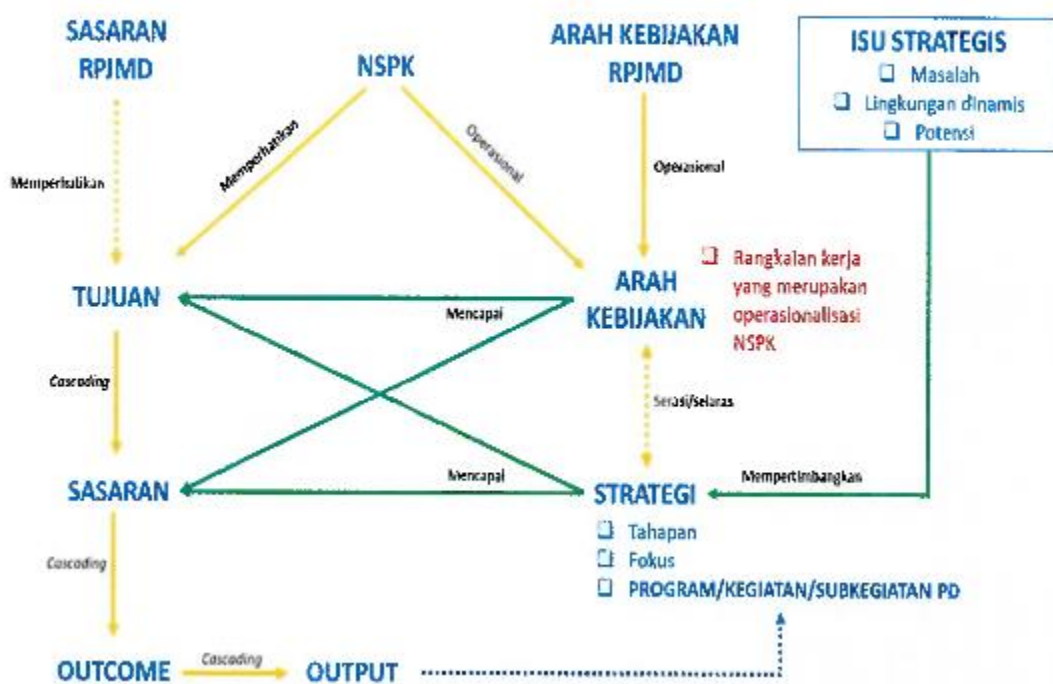 SASARAN
RPJMD
NSPK
ARAH KEBIJAKAN
RPJMD
ISU STRATEGIS
❑ Masalah
❑ Lingkungan dinamis
❑ Potensi
Memperhatikan
Memperhatikan
Operasional
Operasional
TUJUAN
Mencapai
ARAH
KEBIJAKAN
❑ Rangkaian kerja
yang merupakan
operasionalisasi
NSPK
Cascading
Serasi/selaras
SASARAN
Mencapai
STRATEGI
Mempertimbangkan
❑ Tahapan
❑ Fokus
❑ PROGRAM/KEGIATAN/SUBKEGIATAN PD
Cascading
OUTCOME
Cascading
OUTPUT